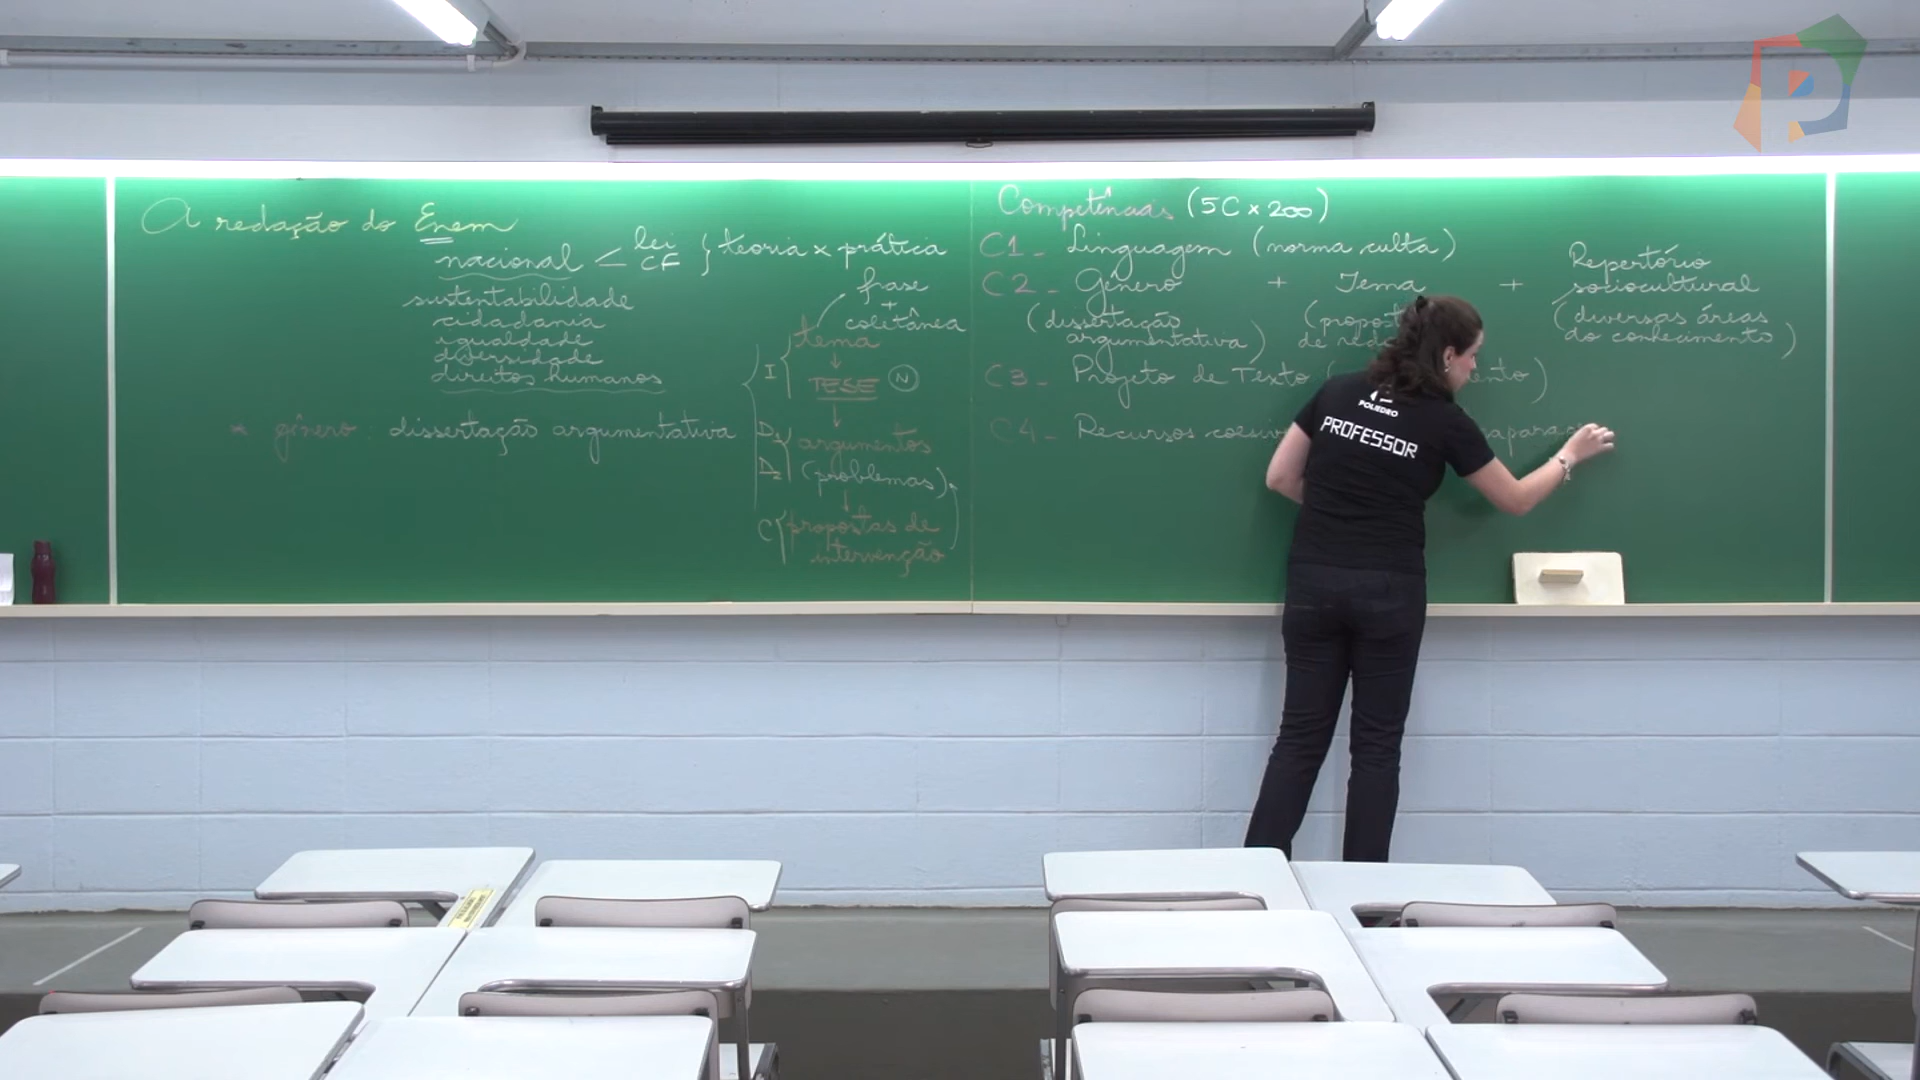 A redação do Enem
nacional < lei
CF } teoria x prática
sustentabilidade
cidadania
igualdade
diversidade
direitos humanos
* gênero: dissertação argumentativa
frase
+
coletânea
tema
I
TESE N
D1 argumentos
D2 (problemas)
C propostas de
intervenção
Competências (5C x 200)
C1 - Linguagem (norma culta)
C2 - Gênero + Tema + Repertório
sociocultural
(dissertação
argumentativa)
de
(diversas áreas
do conhecimento)
C3 - Projeto de Texto (
C4 - Recursos
POLIEDRO
PROFESSOR